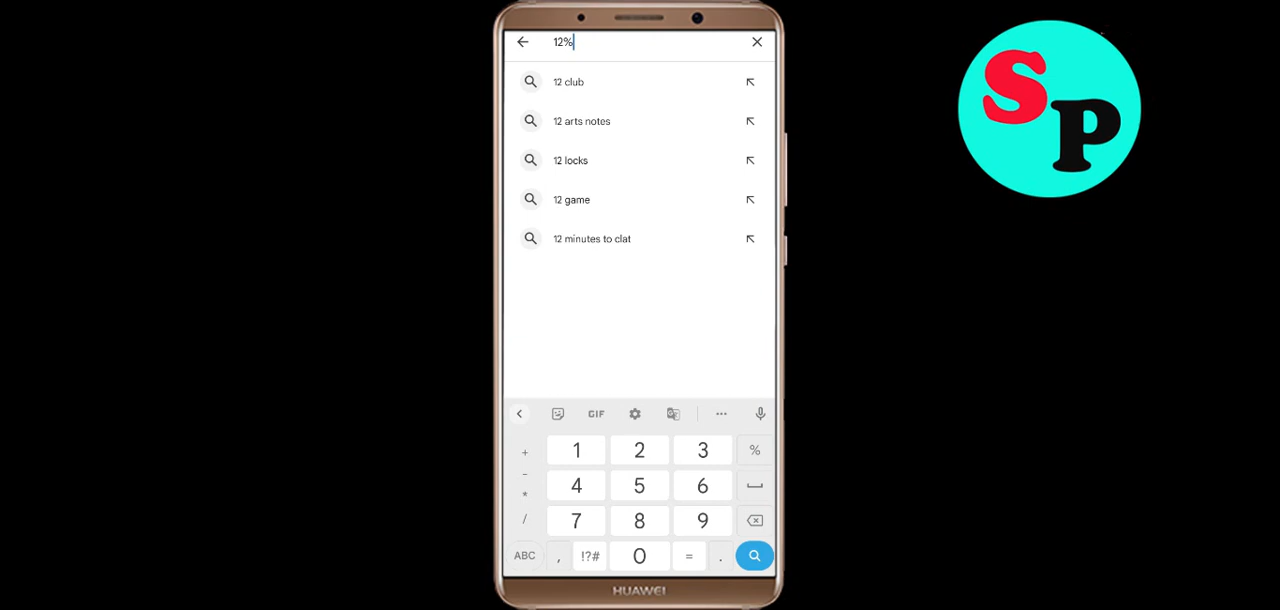 12%
12 club
12 arts notes
12 locks
12 game
12 minutes to clat
GIF
+ 1 2 3 %
-
4 5 6
*
/ 7 8 9
ABC , !?# 0 = .
HUAWEI
SP